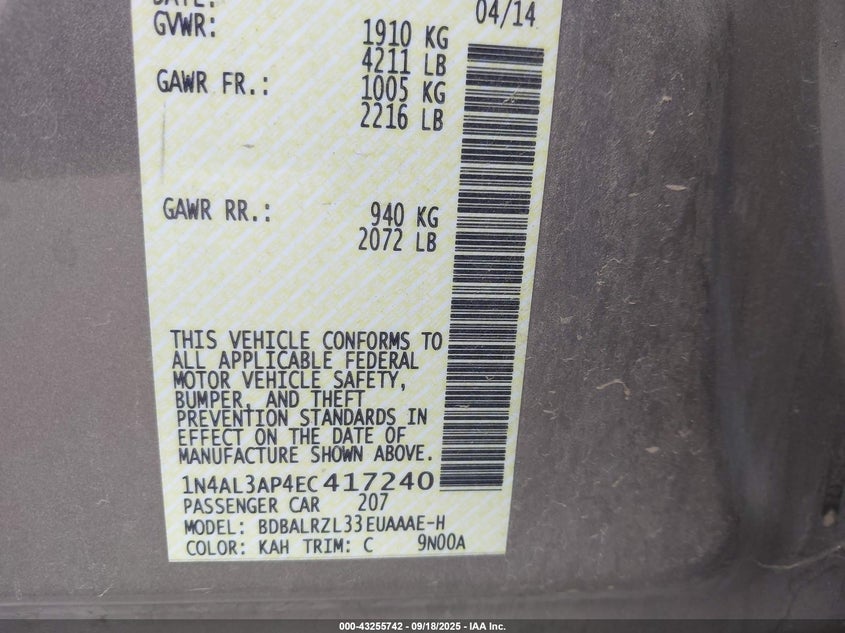 DATE:
04/14
GVWR: 1910 KG
4211 LB
GAWR FR.: 1005 KG
2216 LB
GAWR RR.: 940 KG
2072 LB
THIS VEHICLE CONFORMS TO
ALL APPLICABLE FEDERAL
MOTOR VEHICLE SAFETY,
BUMPER, AND THEFT
PREVENTION STANDARDS IN
EFFECT ON THE DATE OF
MANUFACTURE SHOWN ABOVE.
1N4AL3AP4EC417240
PASSENGER CAR 207
MODEL: BDBALRZL33EUAAAE-H
COLOR: KAH TRIM: C 9N00A
000-43255742 - 09/18/2025 - IAA Inc.